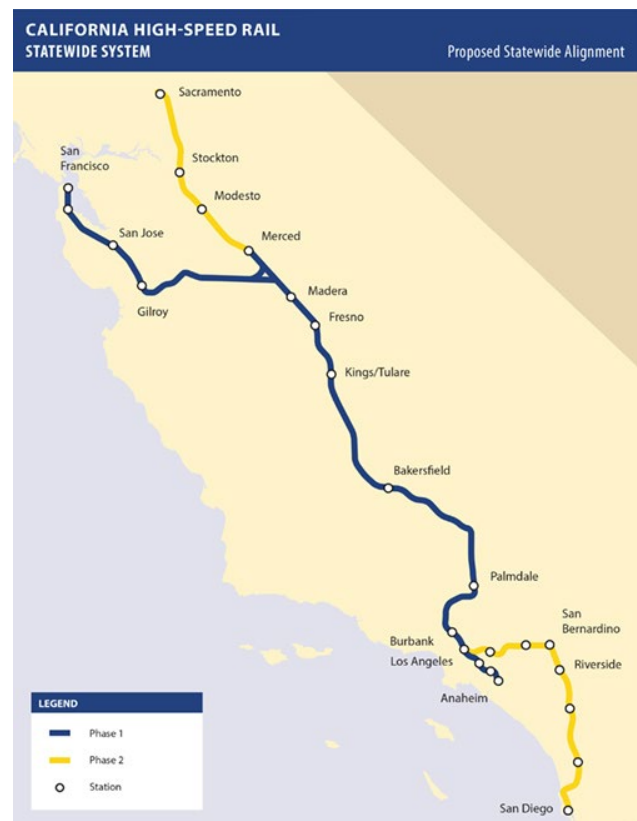 CALIFORNIA HIGH-SPEED RAIL
STATEWIDE SYSTEM
Proposed Statewide Alignment
Sacramento
San
Francisco
Stockton
Modesto
San Jose
Merced
Gilroy
Madera
Fresno
Kings/Tulare
Bakersfield
Palmdale
San
Bernardino
Burbank
Los Angeles
Riverside
Anaheim
San Diego
LEGEND
Phase 1
Phase 2
Station